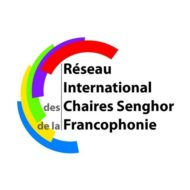 Réseau
International
des Chaires Senghor
de la Francophonie